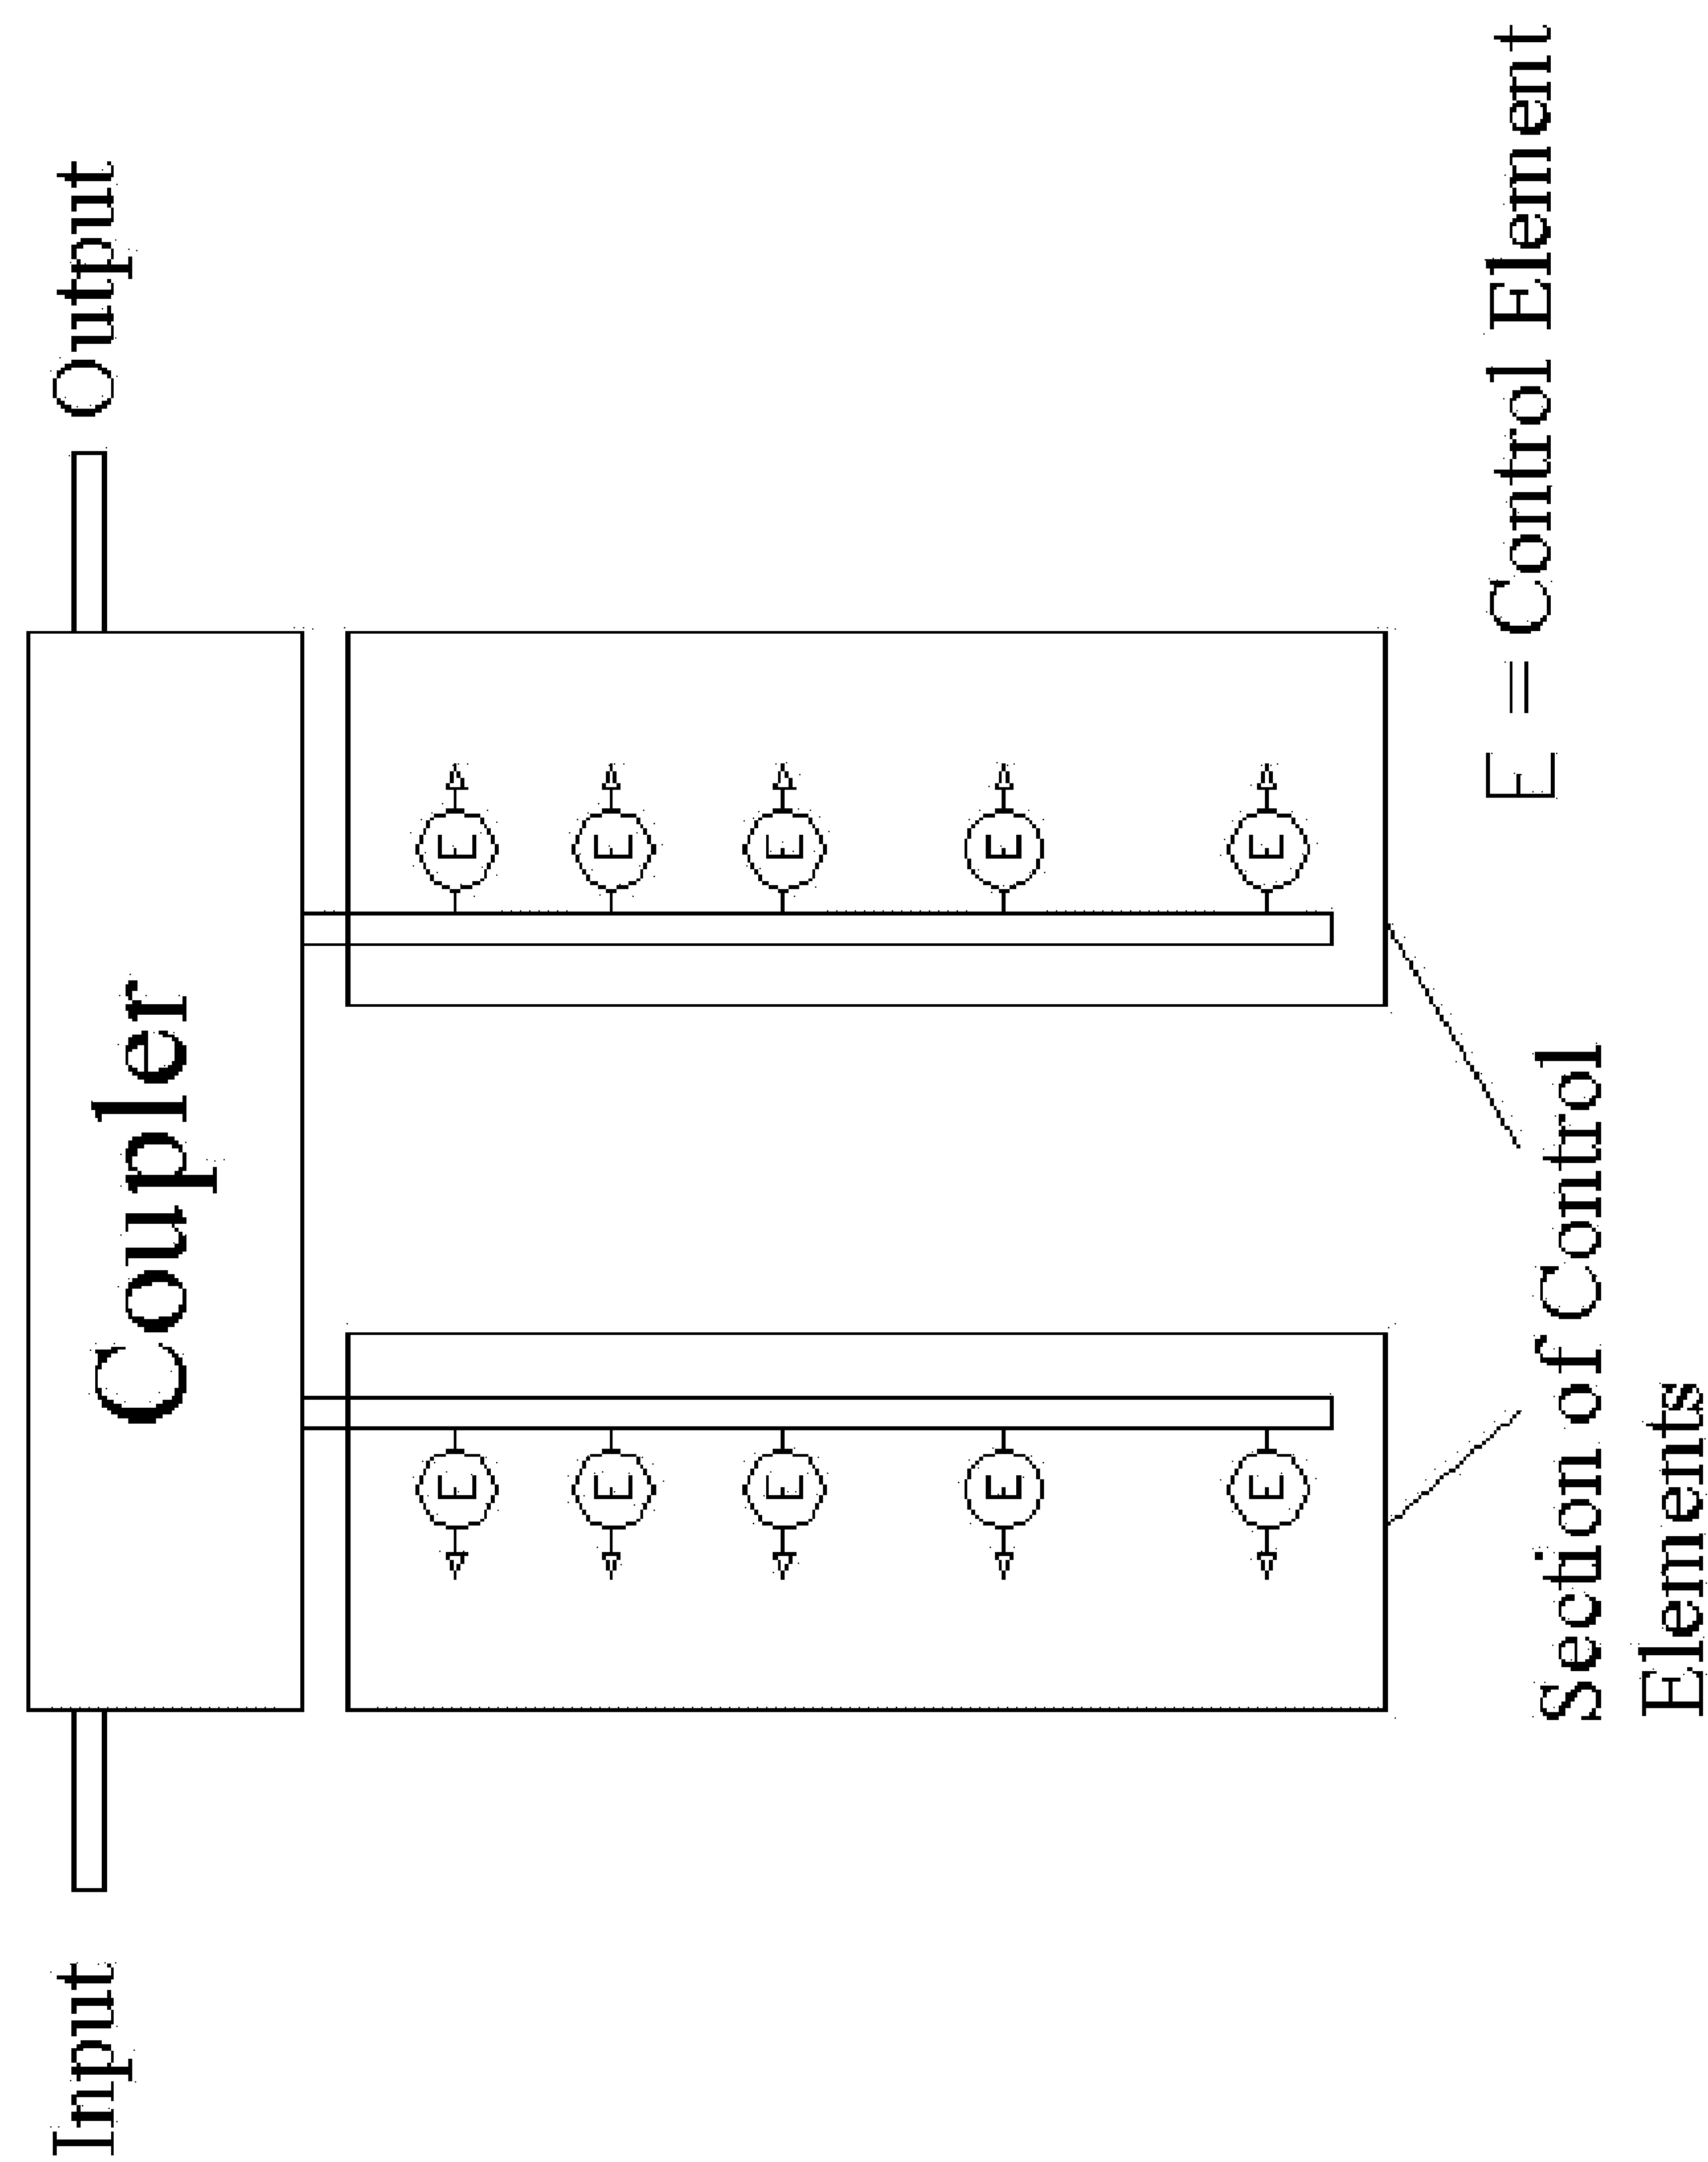 Input
Output
Coupler
E
E
E
E
E
E
E
E
E
E
Section of Control
Elements
E = Control Element